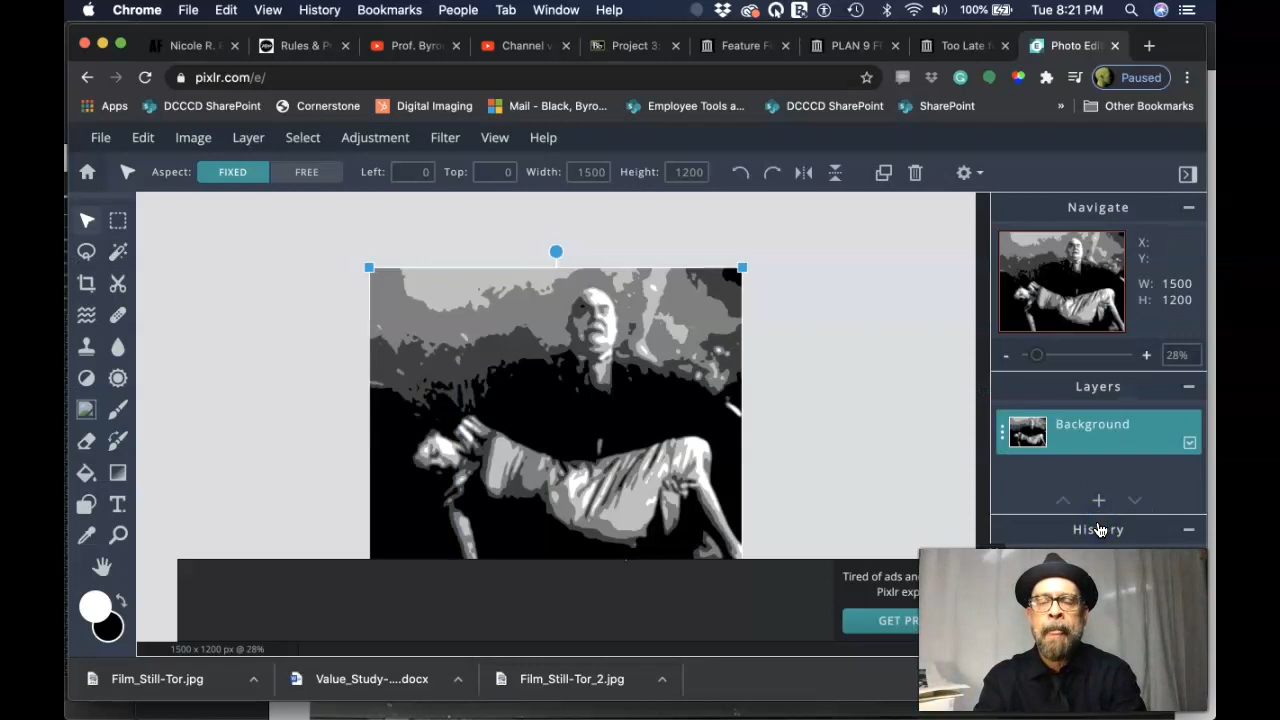 Chrome File Edit View History Bookmarks People Tab Window Help 100% Tue 8:21 PM
Nicole R. E Rules & P Prof. Byro Channel v Project 3: Feature F PLAN 9 F Too Late f Photo Edi
pixlr.com/e/ Paused
Apps DCCCD SharePoint Cornerstone Digital Imaging Mail - Black, Byro... Employee Tools a... DCCCD SharePoint SharePoint » Other Bookmarks
File Edit Image Layer Select Adjustment Filter View Help
Aspect: FIXED FREE Left: 0 Top: 0 Width: 1500 Height: 1200
Navigate
X:
Y:
W: 1500
H: 1200
- + 28%
Layers
Background
History
Tired of ads an
Pixlr exp
GET PR
1500 x 1200 px @ 28%
Film_Still-Tor.jpg Value_Study-....docx Film_Still-Tor_2.jpg